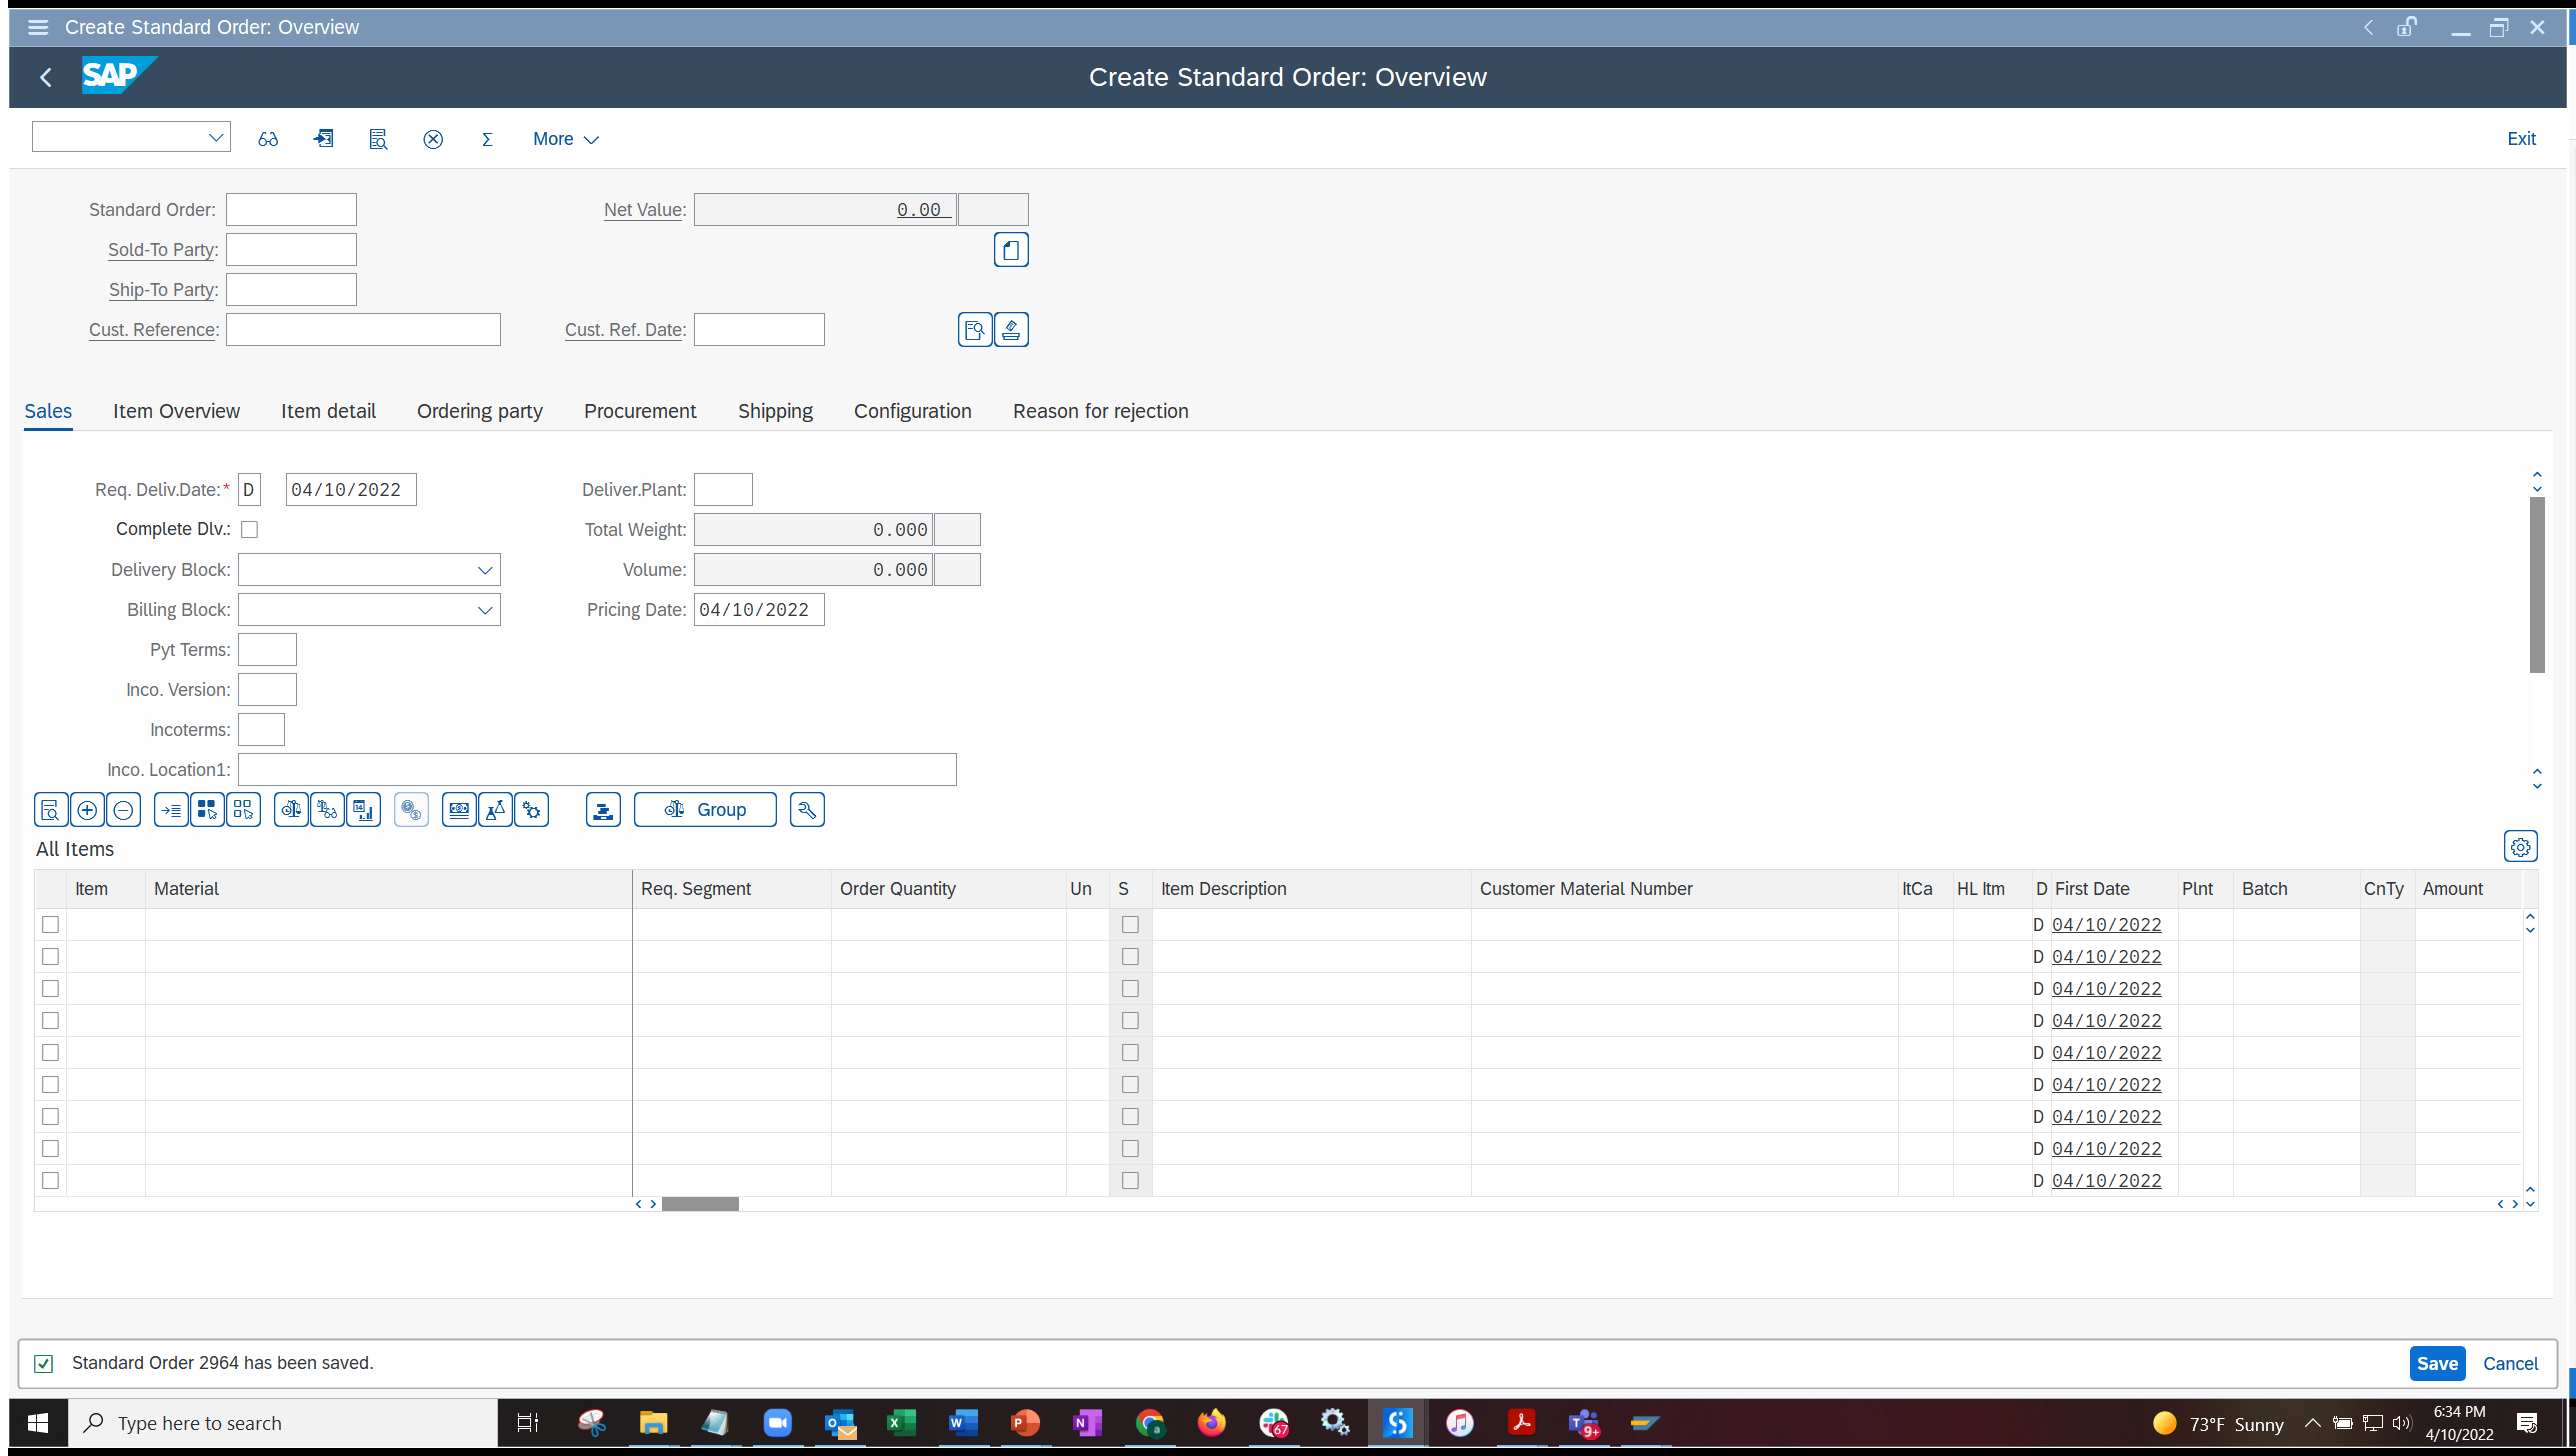 Create Standard Order: Overview
SAP
Create Standard Order: Overview
More
Exit
Standard Order:
Net Value: 0.00
Sold-To Party:
Ship-To Party:
Cust. Reference:
Cust. Ref. Date:
Sales Item Overview Item detail Ordering party Procurement Shipping Configuration Reason for rejection
Req. Deliv.Date:* D 04/10/2022 Deliver.Plant:
Complete Dlv.: Total Weight: 0.000
Delivery Block: Volume: 0.000
Billing Block: Pricing Date: 04/10/2022
Pyt Terms:
Inco. Version:
Incoterms:
Inco. Location1:
Group
All Items
Item Material Req. Segment Order Quantity Un S Item Description Customer Material Number ItCa HL Itm D First Date Plnt Batch CnTy Amount
D 04/10/2022
D 04/10/2022
D 04/10/2022
D 04/10/2022
D 04/10/2022
D 04/10/2022
D 04/10/2022
D 04/10/2022
D 04/10/2022
Standard Order 2964 has been saved.
Save Cancel
Type here to search
67
9+
73°F Sunny
6:34 PM
4/10/2022